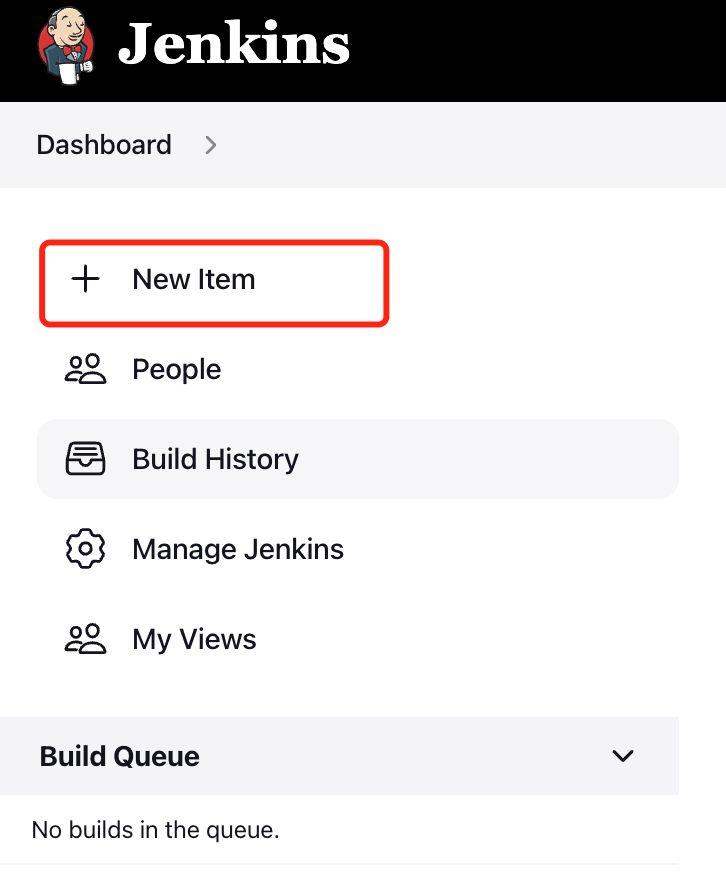 Jenkins
Dashboard
New Item
People
Build History
Manage Jenkins
My Views
Build Queue
No builds in the queue.